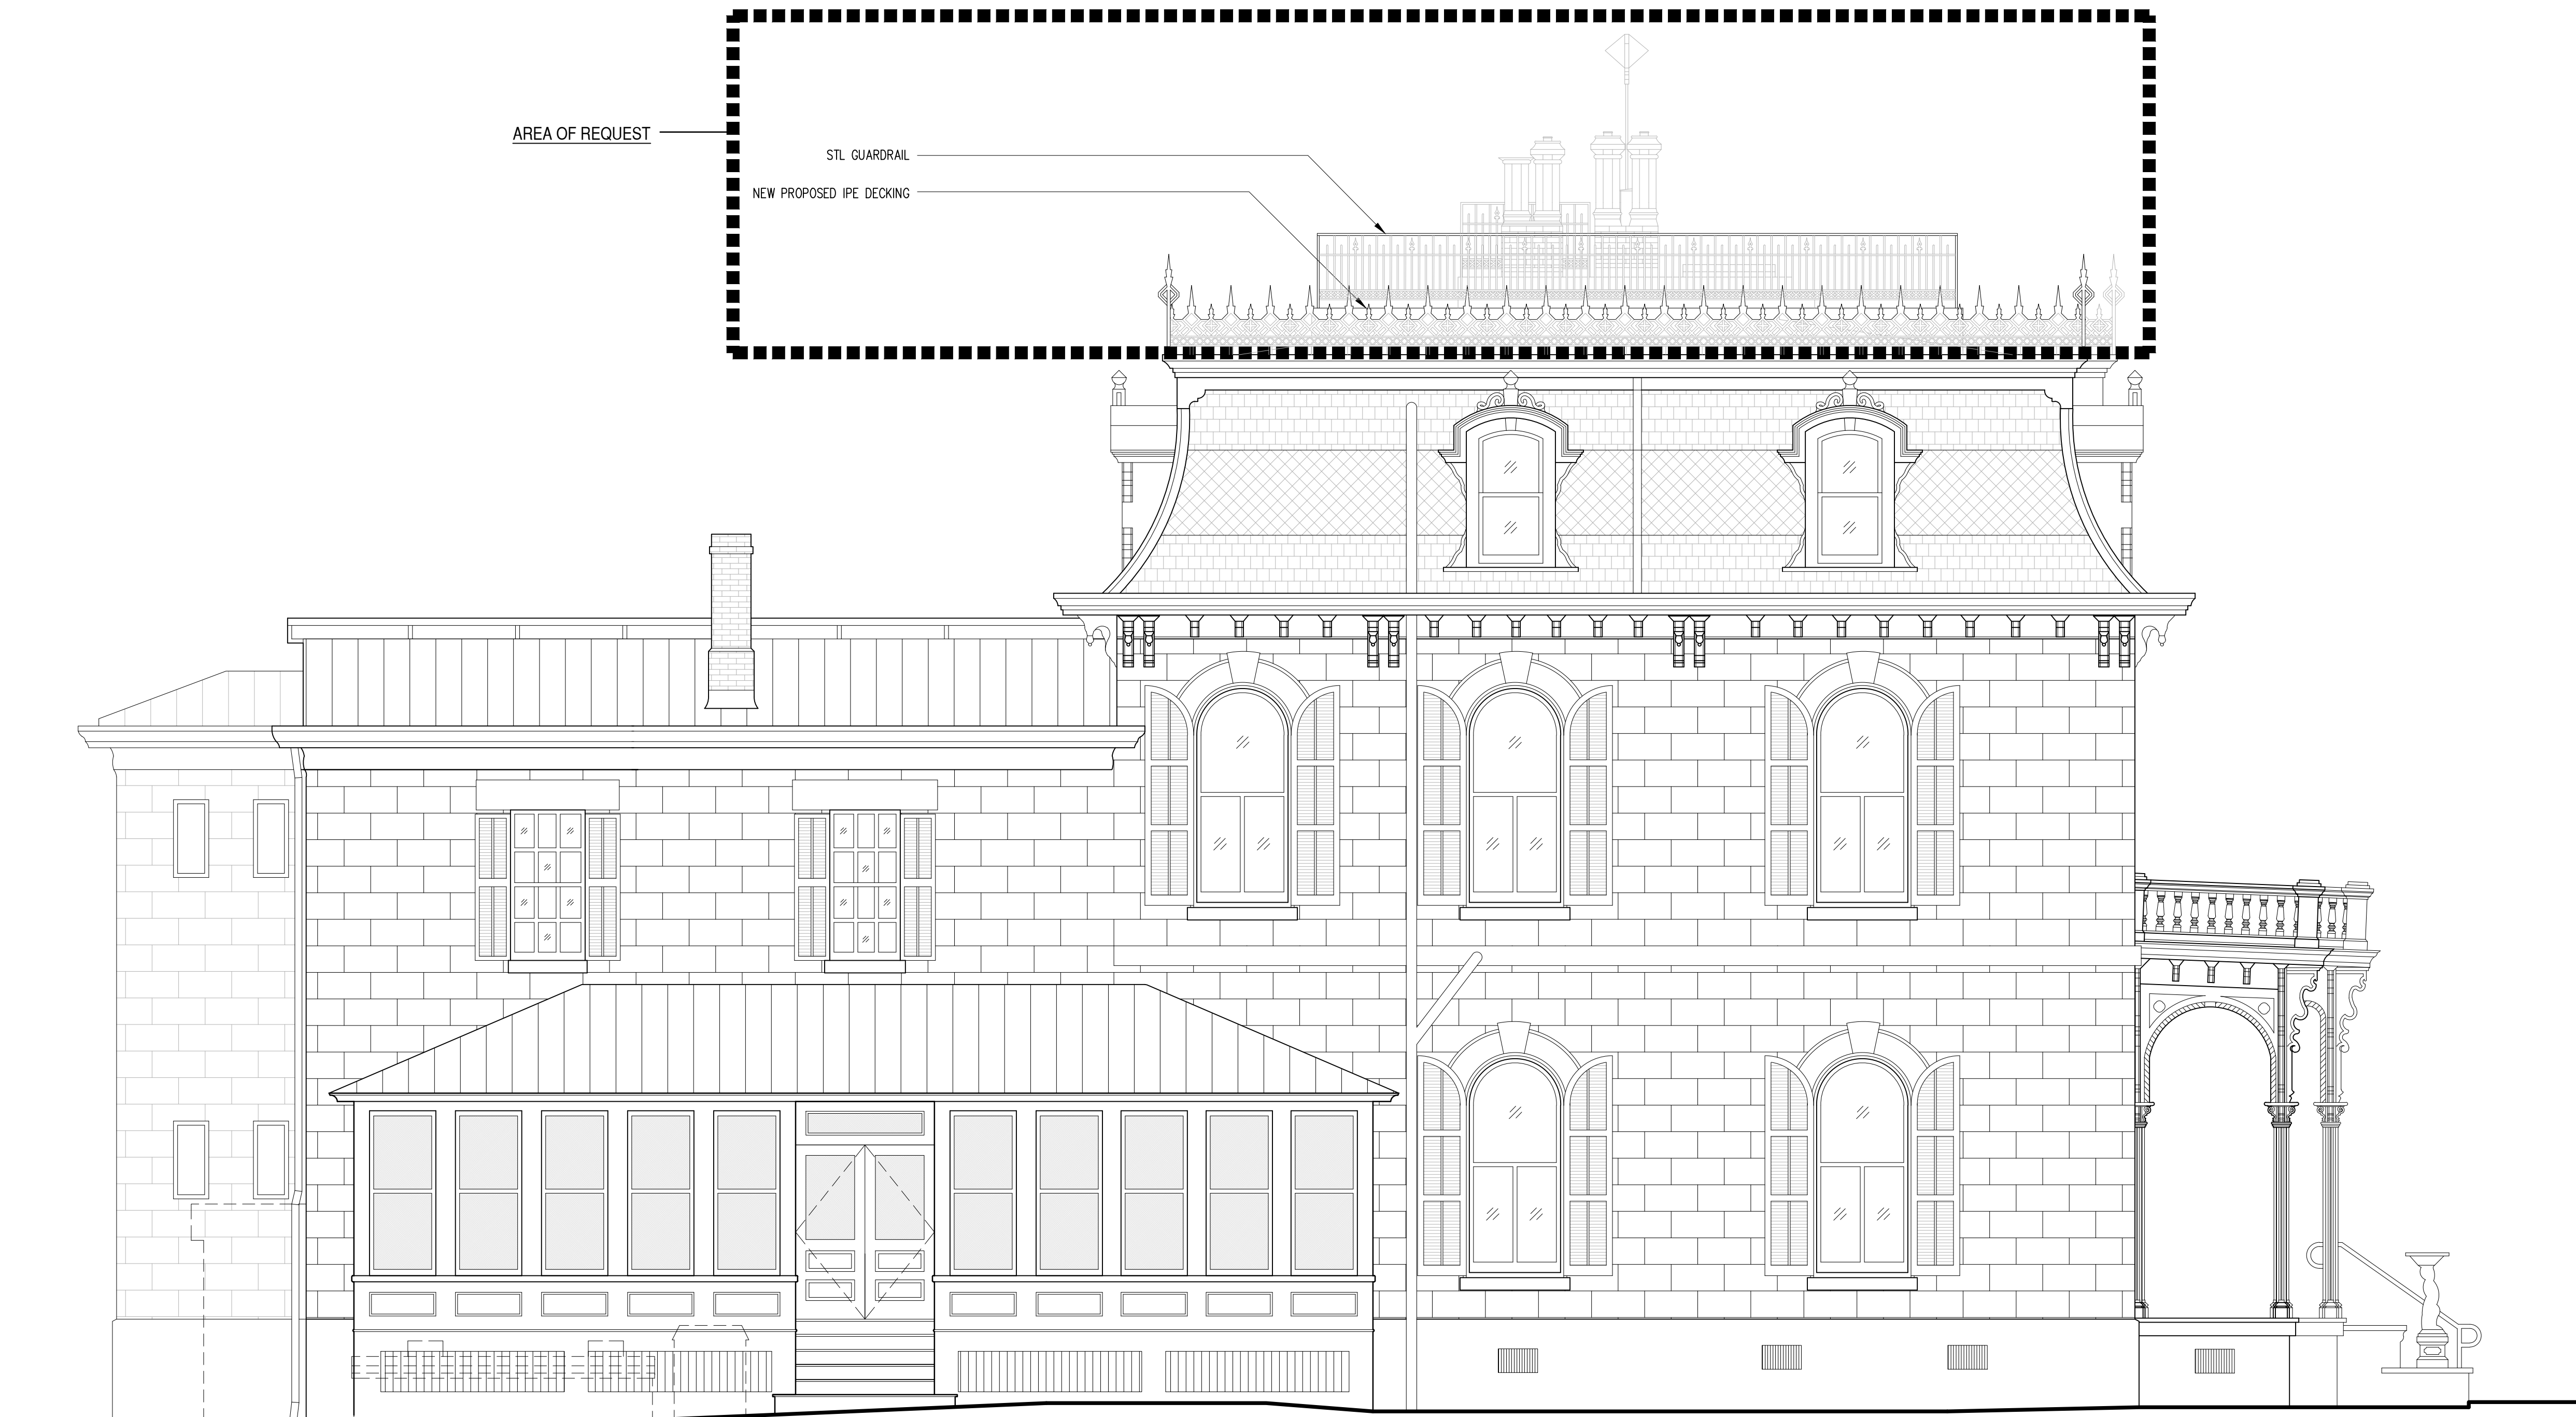 AREA OF REQUEST
STL GUARDRAIL
NEW PROPOSED IPE DECKING